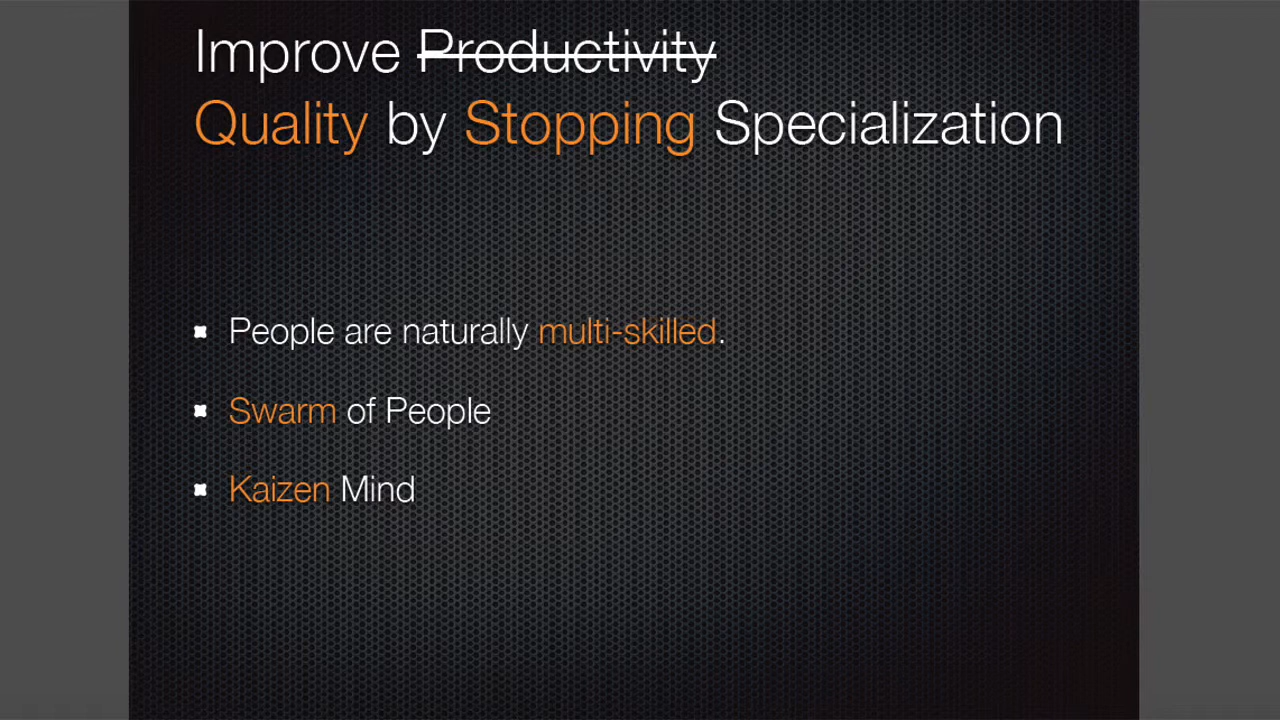 Improve Productivity
Quality by Stopping Specialization
People are naturally multi-skilled.
Swarm of People
Kaizen Mind